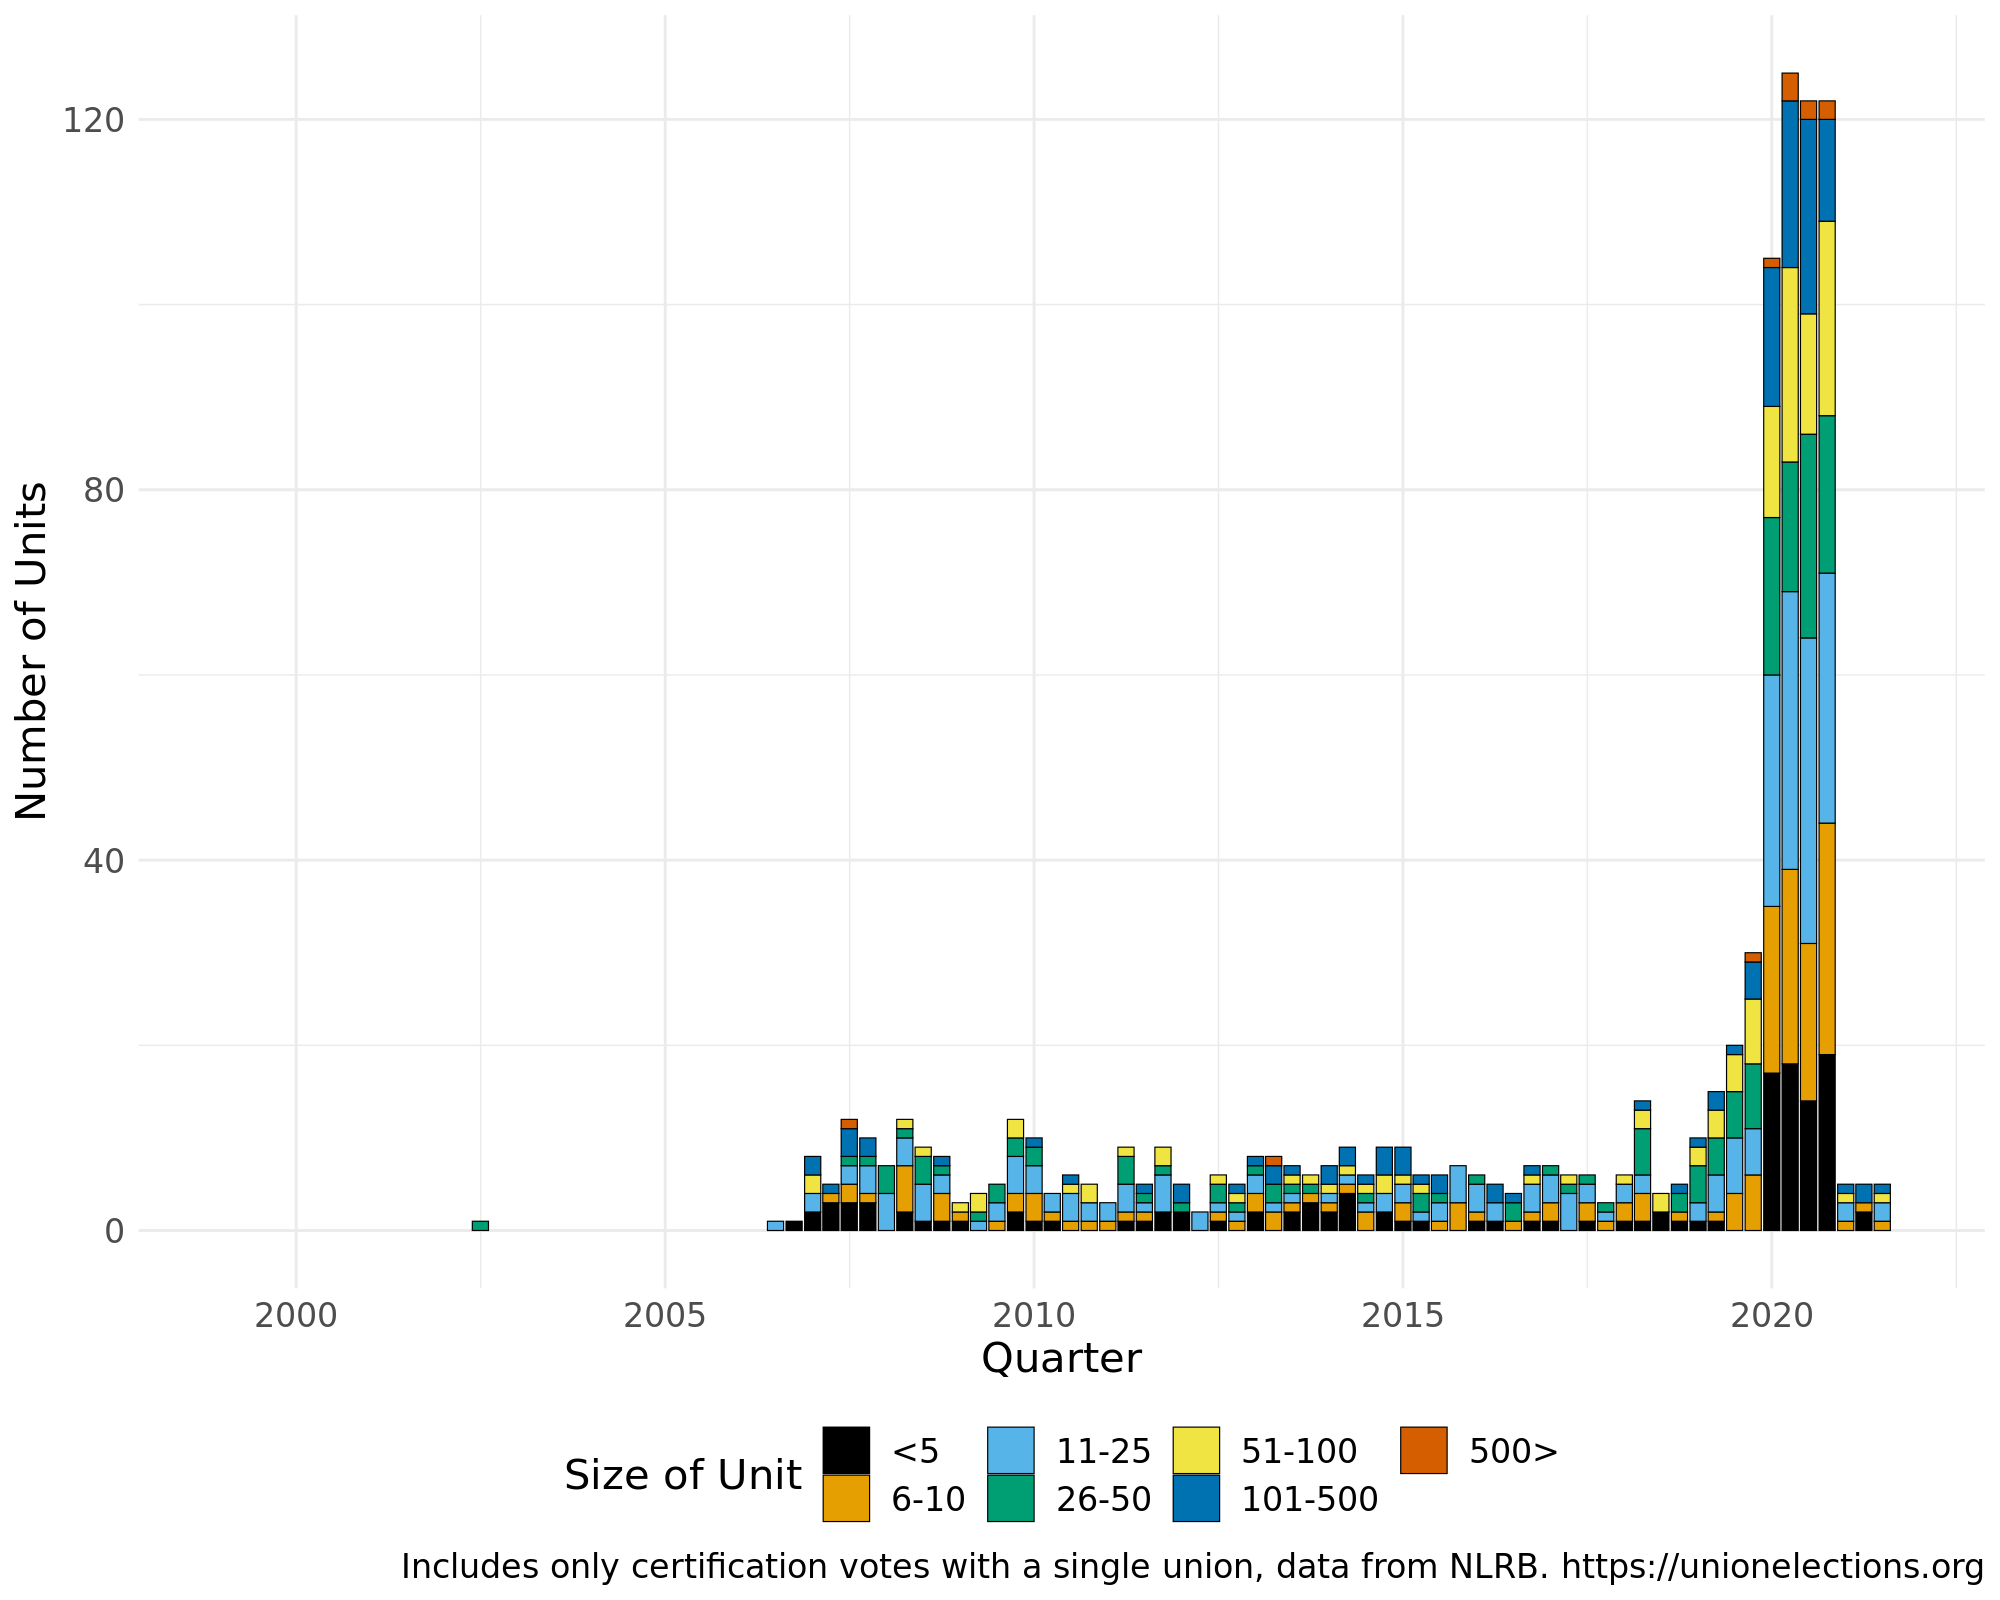 120
80
40
0
Number of Units
2000 2005 2010 2015 2020
Quarter
Size of Unit
<5 11-25 51-100 500>
6-10 26-50 101-500
Includes only certification votes with a single union, data from NLRB. https://unionelections.org